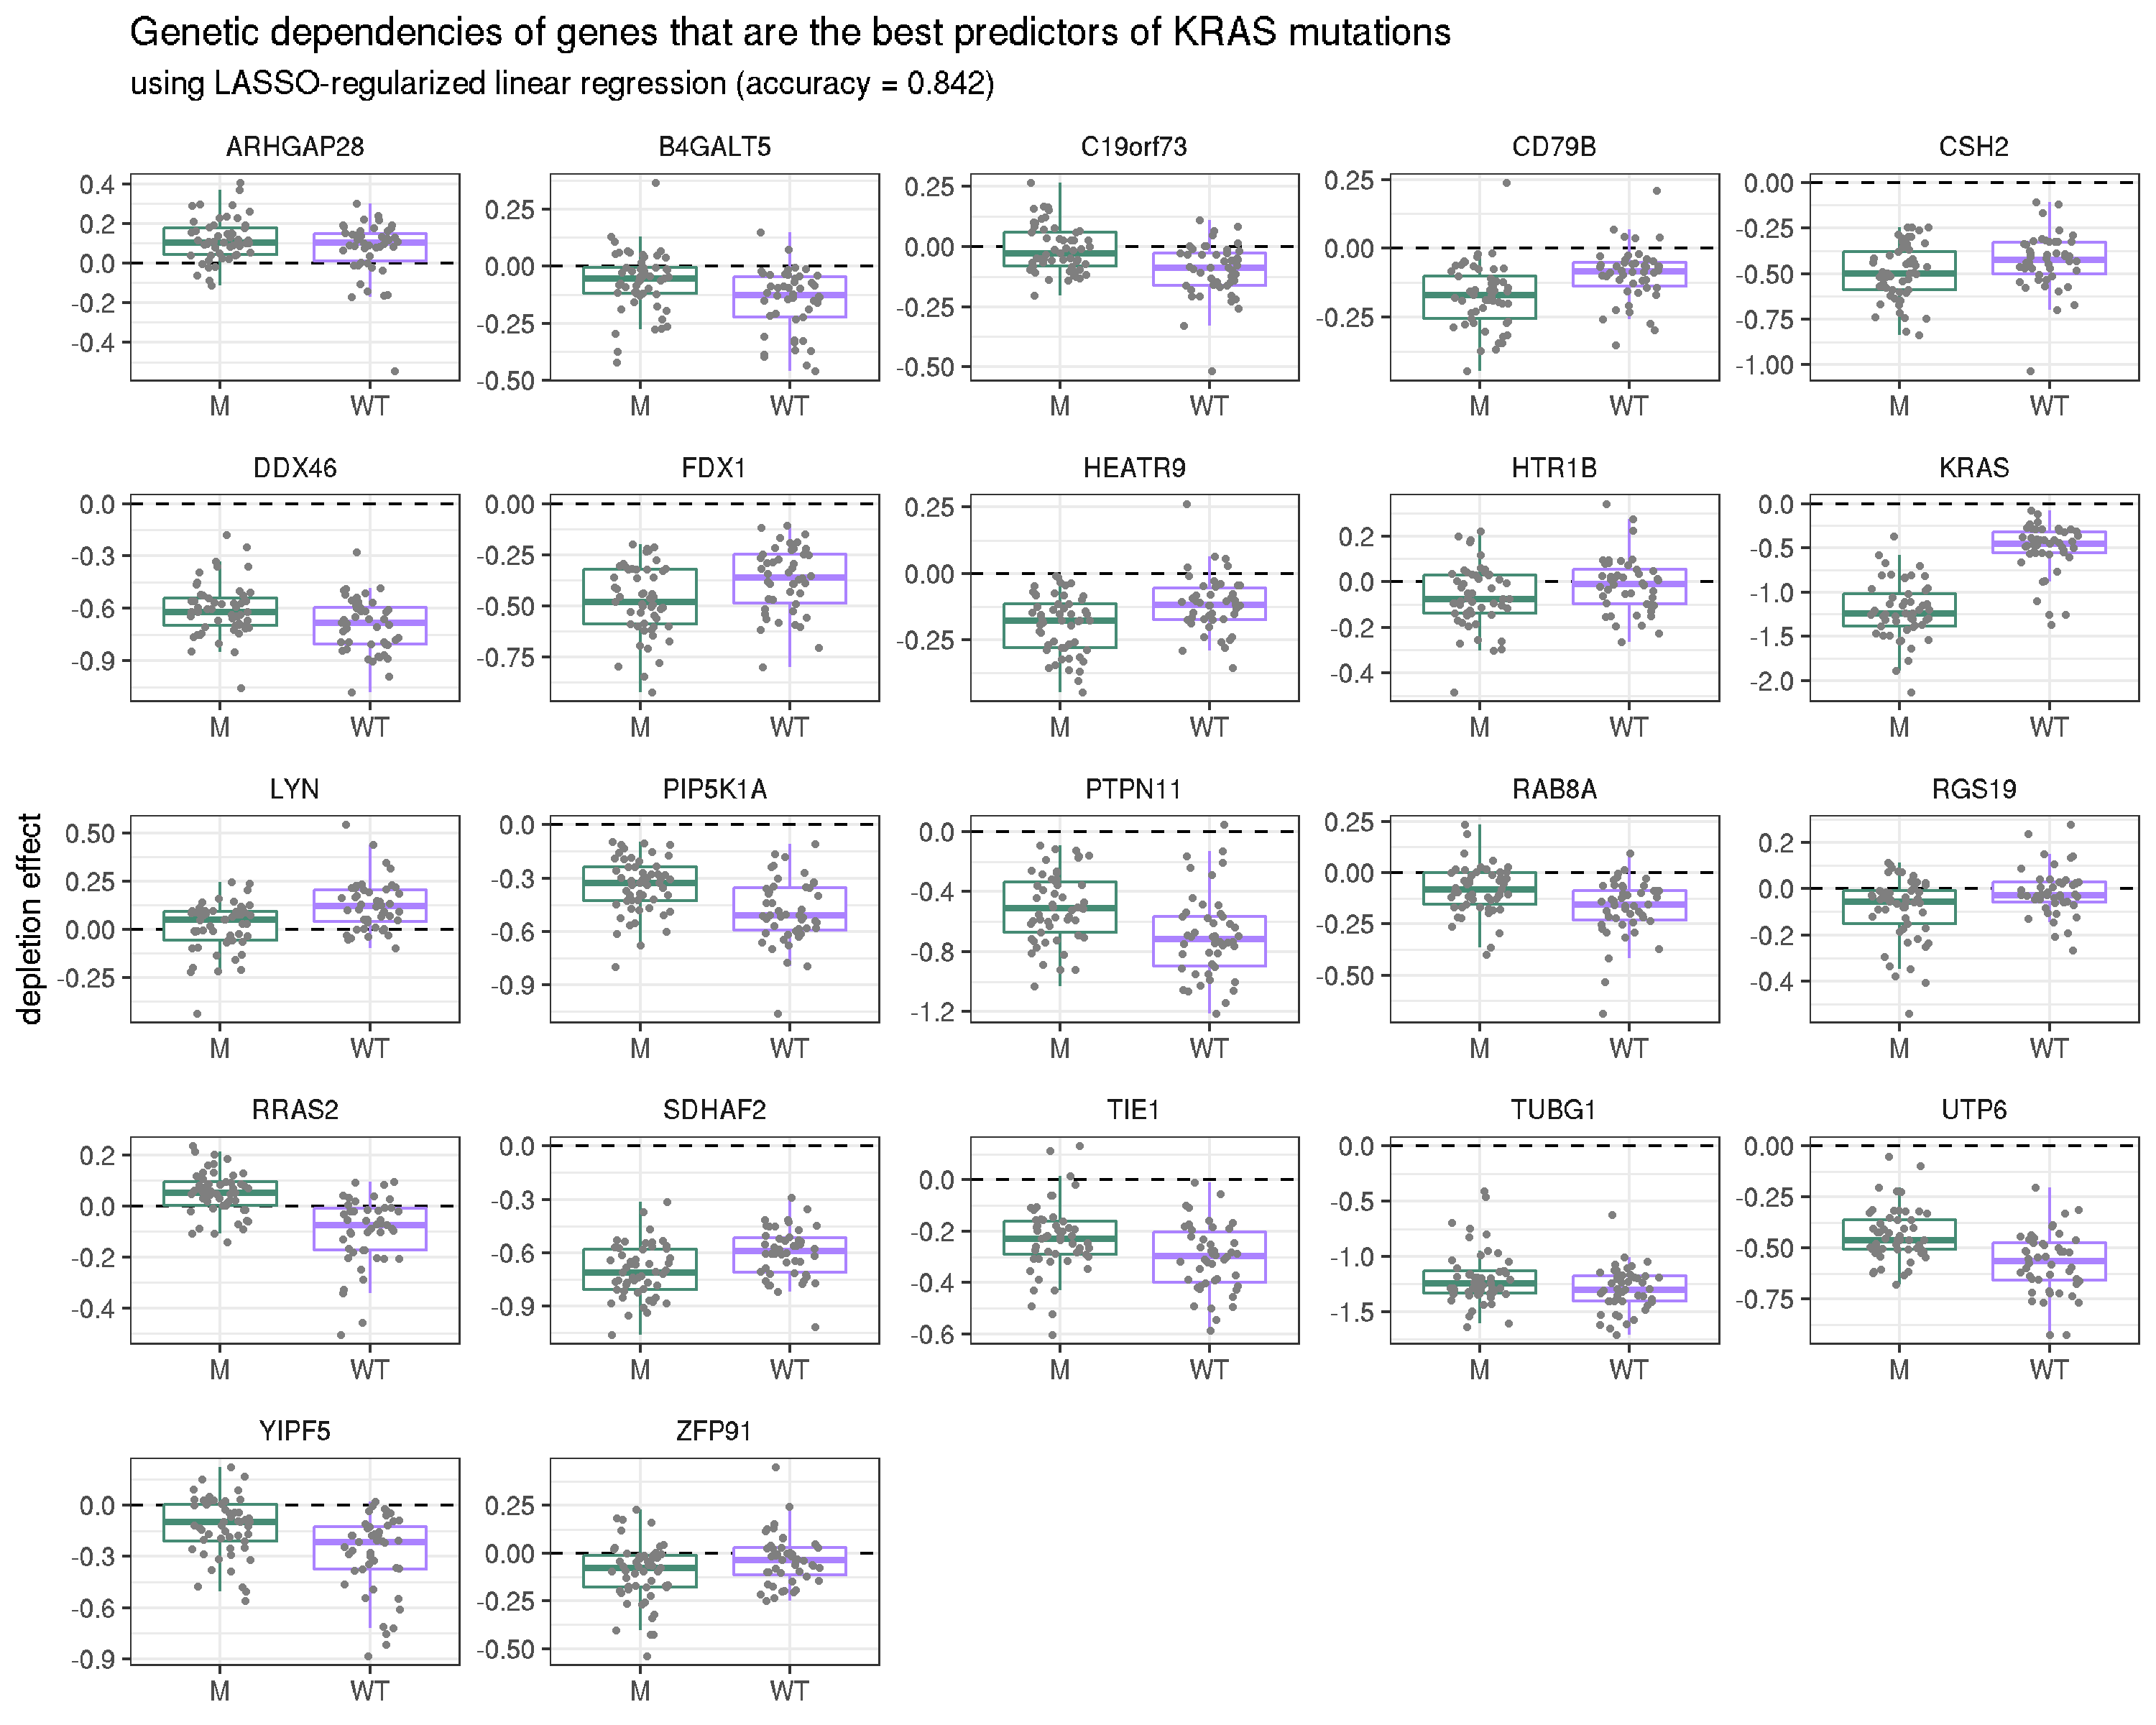 Genetic dependencies of genes that are the best predictors of KRAS mutations
using LASSO-regularized linear regression (accuracy = 0.842)
depletion effect
ARHGAP28
0.4
0.2
0.0
-0.2
-0.4
M WT
B4GALT5
0.25
0.00
-0.25
-0.50
M WT
C19orf73
0.25
0.00
-0.25
-0.50
M WT
CD79B
0.25
0.00
-0.25
M WT
CSH2
0.00
-0.25
-0.50
-0.75
-1.00
M WT
DDX46
0.0
-0.3
-0.6
-0.9
M WT
FDX1
0.00
-0.25
-0.50
-0.75
M WT
HEATR9
0.25
0.00
-0.25
M WT
HTR1B
0.2
0.0
-0.2
-0.4
M WT
KRAS
0.0
-0.5
-1.0
-1.5
-2.0
M WT
LYN
0.50
0.25
0.00
-0.25
M WT
PIP5K1A
0.0
-0.3
-0.6
-0.9
M WT
PTPN11
0.0
-0.4
-0.8
-1.2
M WT
RAB8A
0.25
0.00
-0.25
-0.50
M WT
RGS19
0.2
0.0
-0.2
-0.4
M WT
RRAS2
0.2
0.0
-0.2
-0.4
M WT
SDHAF2
0.0
-0.3
-0.6
-0.9
M WT
TIE1
0.0
-0.2
-0.4
-0.6
M WT
TUBG1
0.0
-0.5
-1.0
-1.5
M WT
UTP6
0.00
-0.25
-0.50
-0.75
M WT
YIPF5
0.0
-0.3
-0.6
-0.9
M WT
ZFP91
0.25
0.00
-0.25
-0.50
M WT